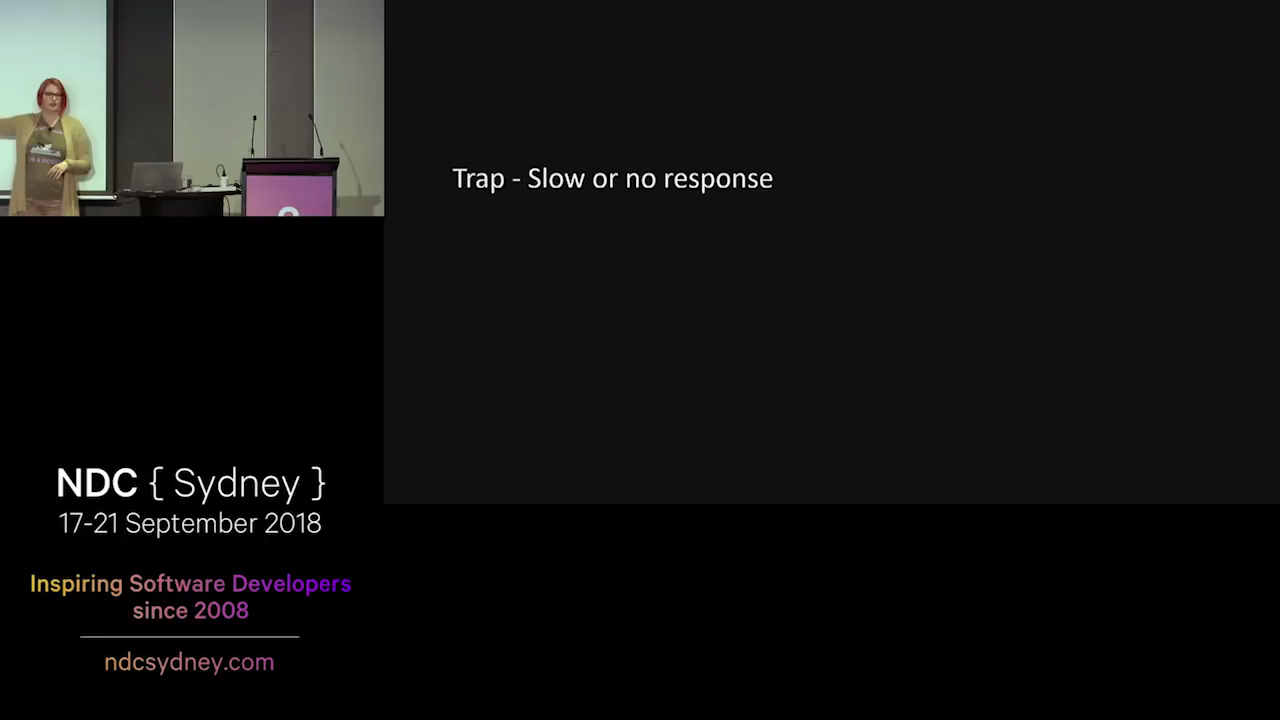 Trap - Slow or no response
NDC { Sydney }
17-21 September 2018
Inspiring Software Developers
since 2008
ndcsydney.com